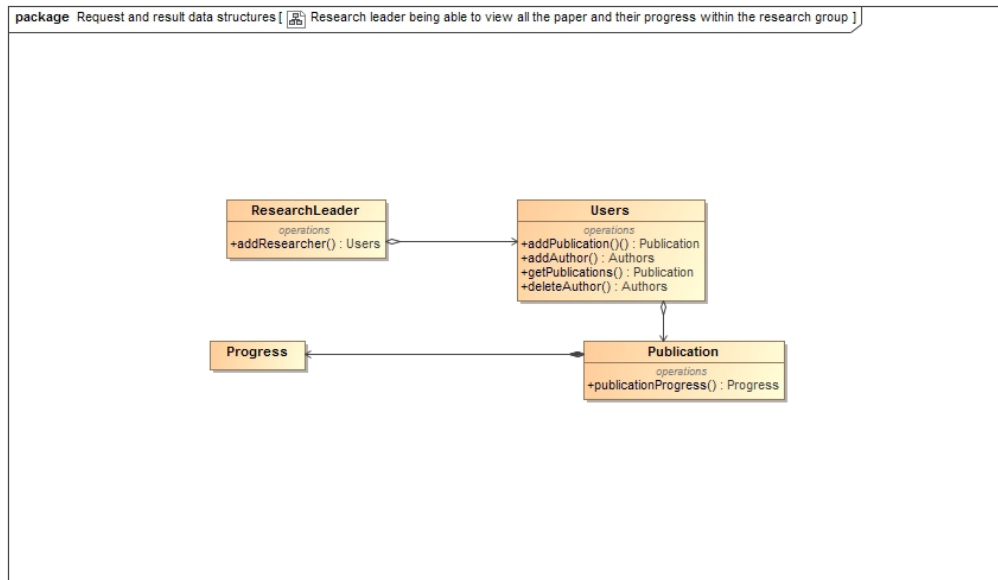 package Request and result data structures [ Research leader being able to view all the paper and their progress within the research group ]
ResearchLeader
operations
+addResearcher() : Users
Users
operations
+addPublication()() : Publication
+addAuthor() : Authors
+getPublications() : Publication
+deleteAuthor() : Authors
Progress
Publication
operations
+publicationProgress() : Progress